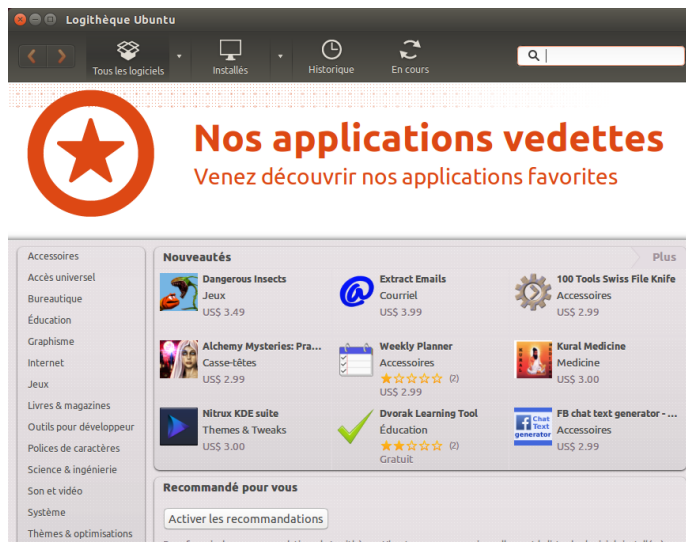 Logithèque Ubuntu
Tous les logiciels
Installés
Historique
En cours
Nos applications vedettes
Venez découvrir nos applications favorites
Accessoires
Accès universel
Bureautique
Éducation
Graphisme
Internet
Jeux
Livres & magazines
Outils pour développeur
Polices de caractères
Science & ingénierie
Son et vidéo
Système
Thèmes & optimisations
Nouveautés
Plus
Dangerous Insects
Jeux
US$ 3.49
Extract Emails
Courriel
US$ 3.99
100 Tools Swiss File Knife
Accessoires
US$ 2.99
Alchemy Mysteries: Pra...
Casse-têtes
US$ 2.99
Weekly Planner
Accessoires
(2)
US$ 2.99
Kural Medicine
Medicine
US$ 3.00
Nitrux KDE suite
Themes & Tweaks
US$ 3.00
Dvorak Learning Tool
Éducation
(2)
Gratuit
Chat
Text
generator
FB chat text generator - ...
Accessoires
US$ 2.99
Recommandé pour vous
Activer les recommandations